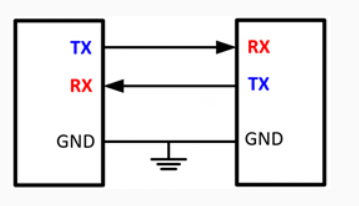 TX RX
RX TX
GND GND